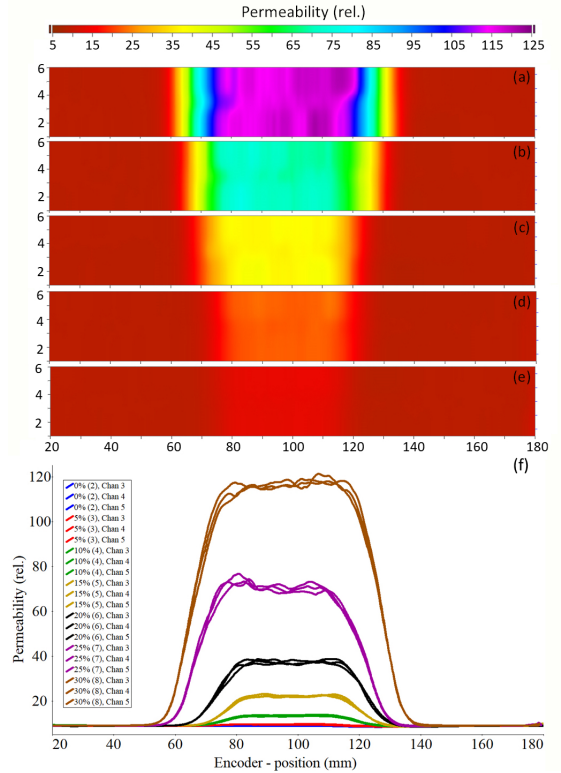 Permeability (rel.)
5 15 25 35 45 55 65 75 85 95 105 115 125
6
4
2
(a)
6
4
2
(b)
6
4
2
(c)
6
4
2
(d)
6
4
2
(e)
20 40 60 80 100 120 140 160 180
(f)
Permeability (rel.)
120
100
80
60
40
20
0% (2), Chan 3
0% (2), Chan 4
0% (2), Chan 5
5% (3), Chan 3
5% (3), Chan 4
5% (3), Chan 5
10% (4), Chan 3
10% (4), Chan 4
10% (4), Chan 5
15% (5), Chan 3
15% (5), Chan 4
15% (5), Chan 5
20% (6), Chan 3
20% (6), Chan 4
20% (6), Chan 5
25% (7), Chan 3
25% (7), Chan 4
25% (7), Chan 5
30% (8), Chan 3
30% (8), Chan 4
30% (8), Chan 5
20 40 60 80 100 120 140 160 180
Encoder - position (mm)